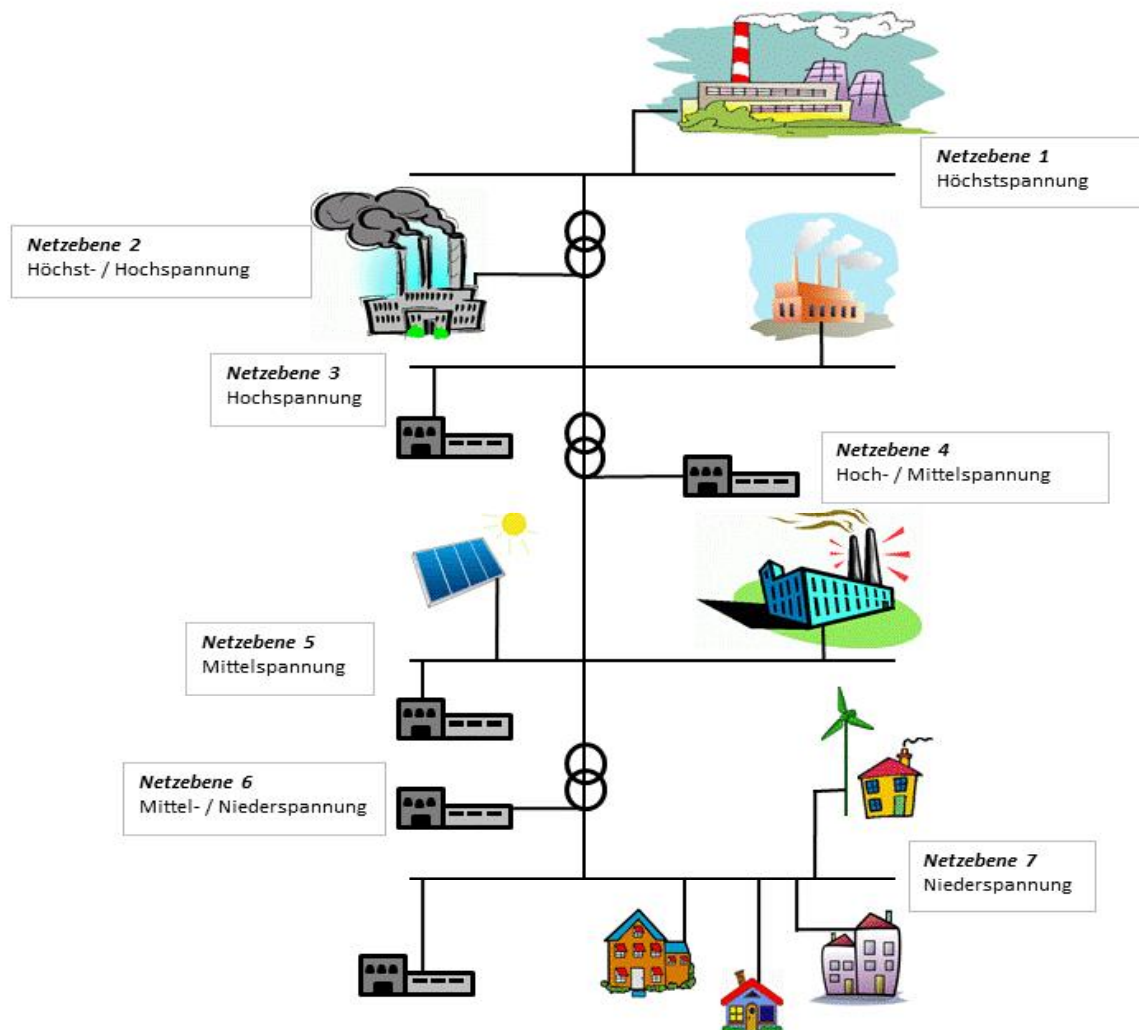 Netzebene 1
Höchstspannung
Netzebene 2
Höchst- / Hochspannung
Netzebene 3
Hochspannung
Netzebene 4
Hoch- / Mittelspannung
Netzebene 5
Mittelspannung
Netzebene 6
Mittel- / Niederspannung
Netzebene 7
Niederspannung